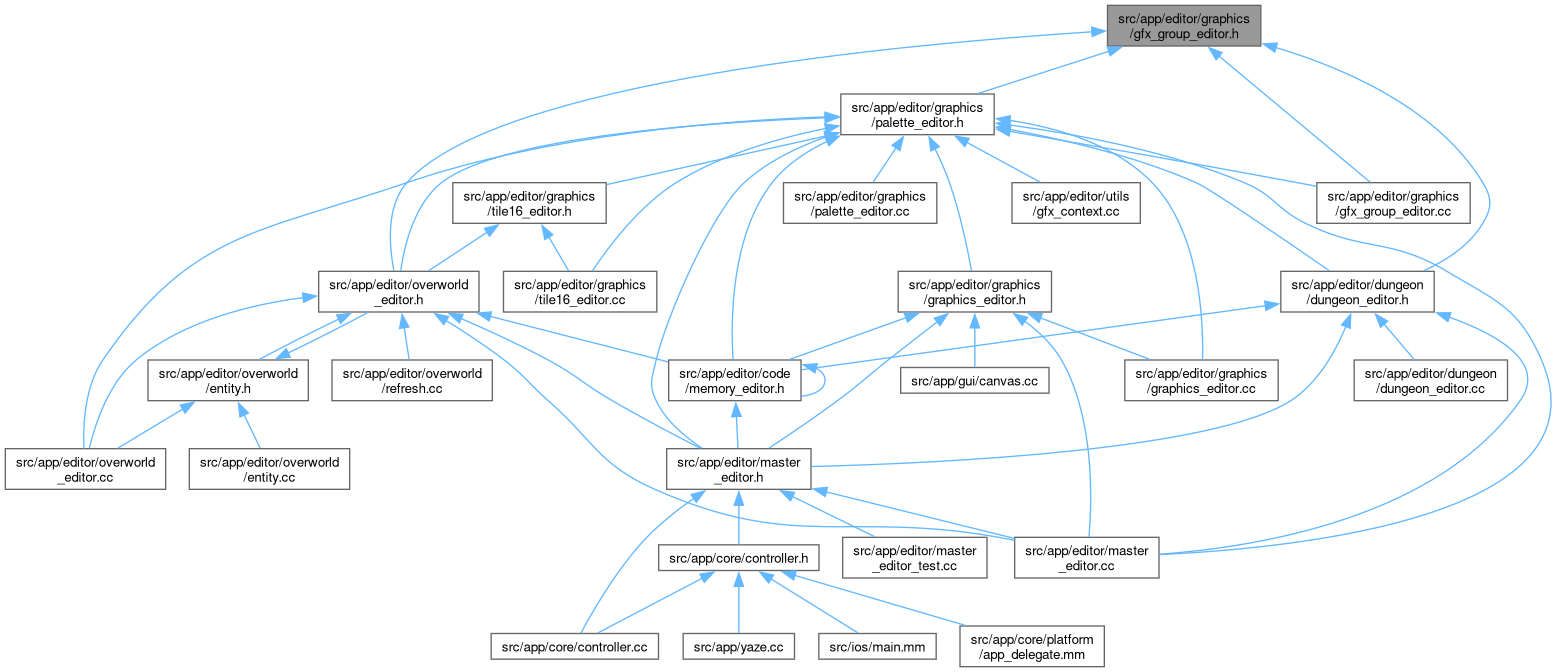 src/app/editor/graphics
/gfx_group_editor.h
src/app/editor/graphics
/palette_editor.h
src/app/editor/graphics
/tile16_editor.h
src/app/editor/graphics
/palette_editor.cc
src/app/editor/utils
/gfx_context.cc
src/app/editor/graphics
/gfx_group_editor.cc
src/app/editor/overworld
_editor.h
src/app/editor/graphics
/tile16_editor.cc
src/app/editor/graphics
/graphics_editor.h
src/app/editor/dungeon
/dungeon_editor.h
src/app/editor/overworld
/entity.h
src/app/editor/overworld
/refresh.cc
src/app/editor/code
/memory_editor.h
src/app/gui/canvas.cc
src/app/editor/graphics
/graphics_editor.cc
src/app/editor/dungeon
/dungeon_editor.cc
src/app/editor/overworld
_editor.cc
src/app/editor/overworld
/entity.cc
src/app/editor/master
_editor.h
src/app/core/controller.h
src/app/editor/master
_editor_test.cc
src/app/editor/master
_editor.cc
src/app/core/controller.cc
src/app/yaze.cc
src/ios/main.mm
src/app/core/platform
/app_delegate.mm